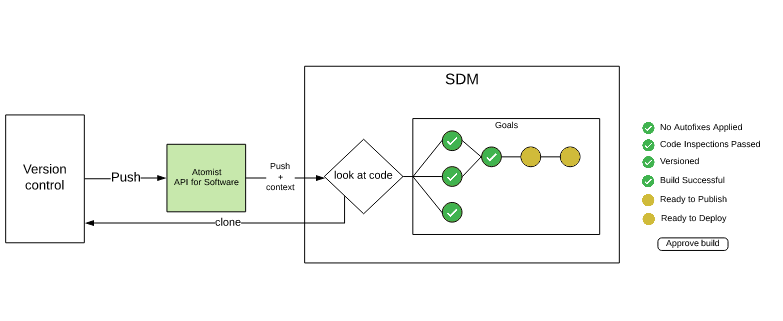 SDM
Version
control
Push
Atomist
API for Software
Push
+
context
look at code
clone
Goals
No Autofixes Applied
Code Inspections Passed
Versioned
Build Successful
Ready to Publish
Ready to Deploy
Approve build